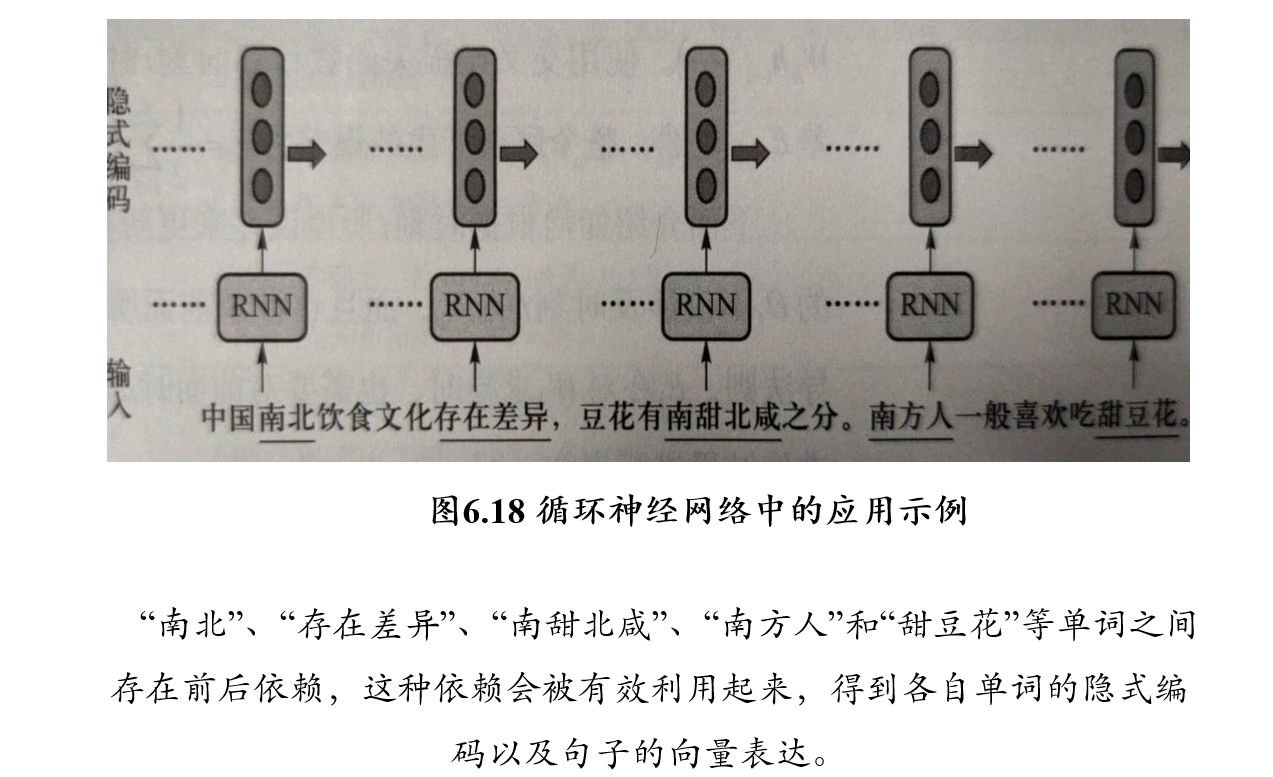 隐式编码
…… …… …… …… ……
RNN RNN RNN RNN RNN
…… …… …… …… ……
输入
中国南北饮食文化存在差异，豆花有南甜北咸之分。南方人一般喜欢吃甜豆花。
图6.18 循环神经网络中的应用示例
“南北”、“存在差异”、“南甜北咸”、“南方人”和“甜豆花”等单词之间
存在前后依赖，这种依赖会被有效利用起来，得到各自单词的隐式编
码以及句子的向量表达。